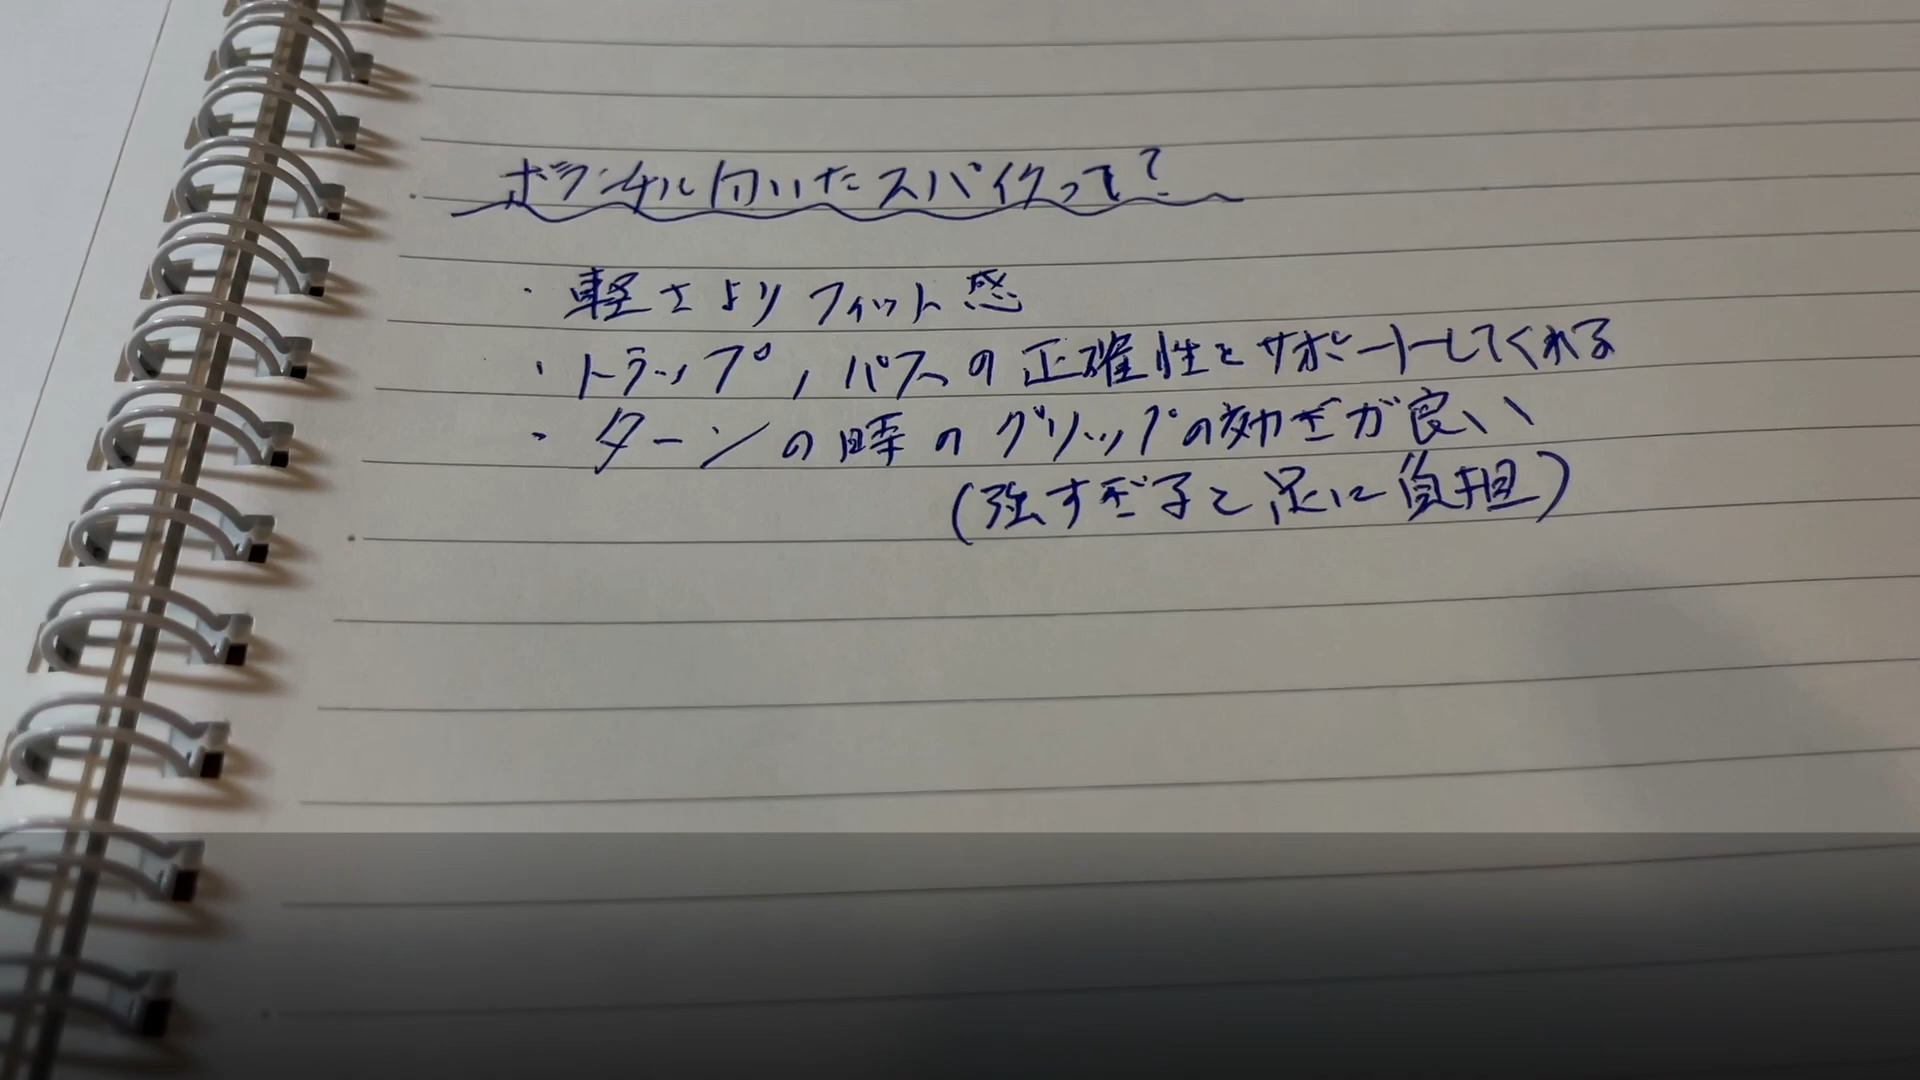 ボランチに向いたスパイクって?
・軽さよりフィット感
・トラップ,パスの正確性をサポートしてくれる
・ターンの時のグリップの効きが良い
(強すぎると足に負担)